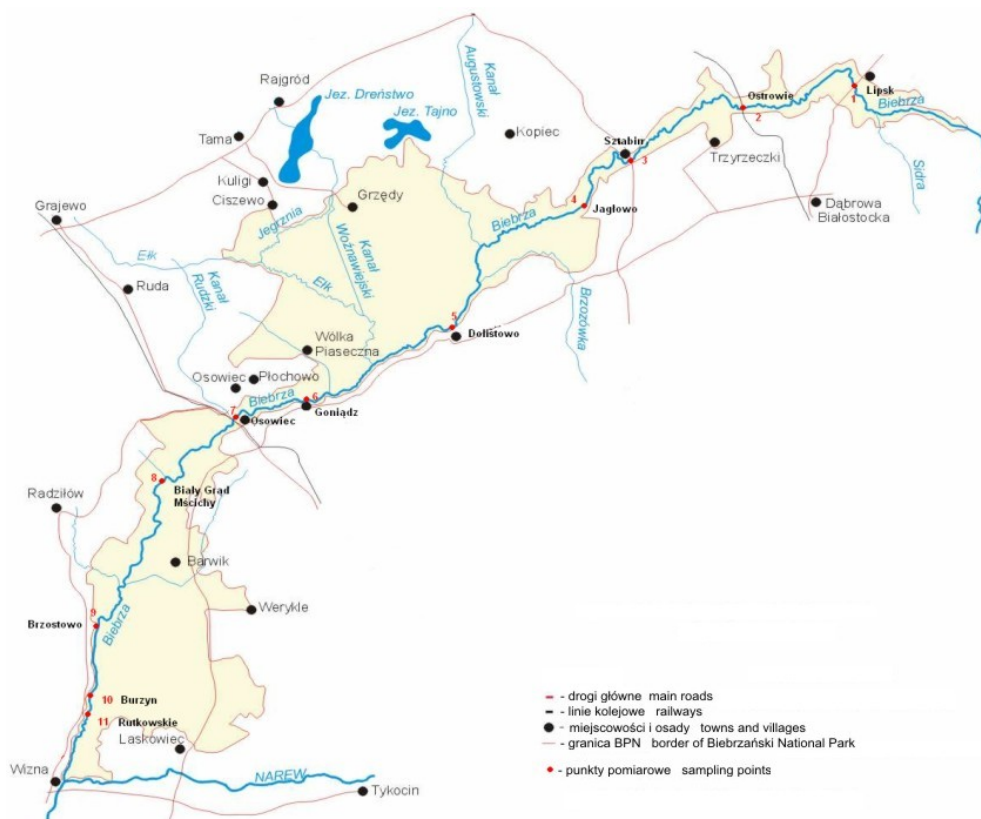 Rajgród
Jez. Dreństwo
Jez. Tajno
Kanał
Augustowski
Kopiec
Tama
Kuligi
Ciszewo
Grzędy
Grajewo
Jegrznia
Kanał
Woźnawiejski
Ełk
Ełk
Kanał
Rudzki
Ruda
Ostrowie
2
Lipsk
1
Biebrza
Sidra
Sztabin
3
Trzyrzeczki
Dąbrowa
Białostocka
4
Jagłowo
Biebrza
Brzozówka
5
Dolistowo
Wólka
Piaseczna
Osowiec
Płochowo
Biebrza
6
Goniądz
7
Osowiec
8
Biały Grąd
Mścichy
Radziłów
Barwik
Werykle
9
Brzostowo
Biebrza
10
Burzyn
11
Rutkowskie
Laskowiec
Wizna
NAREW
Tykocin
- drogi główne main roads
- linie kolejowe railways
- miejscowości i osady towns and villages
- granica BPN border of Biebrzański National Park
- punkty pomiarowe sampling points